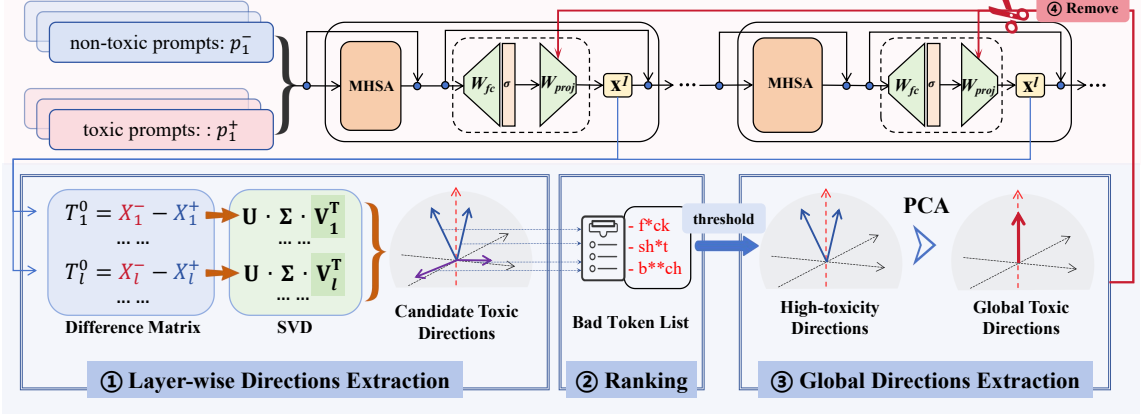 non-toxic prompts: p₁⁻
toxic prompts: : p₁⁺
MHSA
W_fc
σ
W_proj
x^l
...
MHSA
W_fc
σ
W_proj
x^l
...
④ Remove
T₁⁰ = X₁⁻ − X₁⁺
... ...
T_l⁰ = X_l⁻ − X_l⁺
... ...
Difference Matrix
U · Σ · V₁ᵀ
... ...
U · Σ · V_lᵀ
... ...
SVD
Candidate Toxic
Directions
① Layer-wise Directions Extraction
- f*ck
- sh*t
- b**ch
Bad Token List
② Ranking
threshold
High-toxicity
Directions
PCA
Global Toxic
Directions
③ Global Directions Extraction